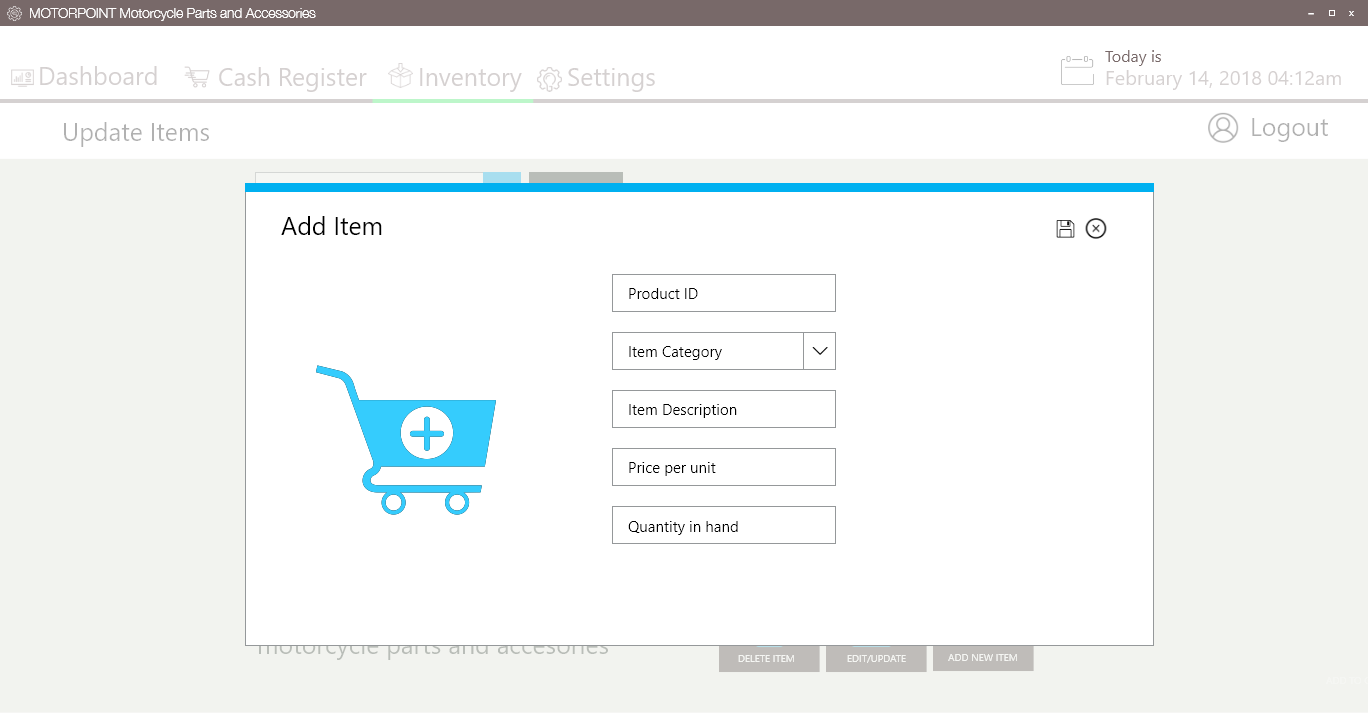 MOTORPOINT Motorcycle Parts and Accessories
Dashboard Cash Register Inventory Settings
Today is
February 14, 2018 04:12am
Update Items
Logout
Add Item
Product ID
Item Category
Item Description
Price per unit
Quantity in hand
motorcycle parts and accesories
DELETE ITEM EDIT/UPDATE ADD NEW ITEM